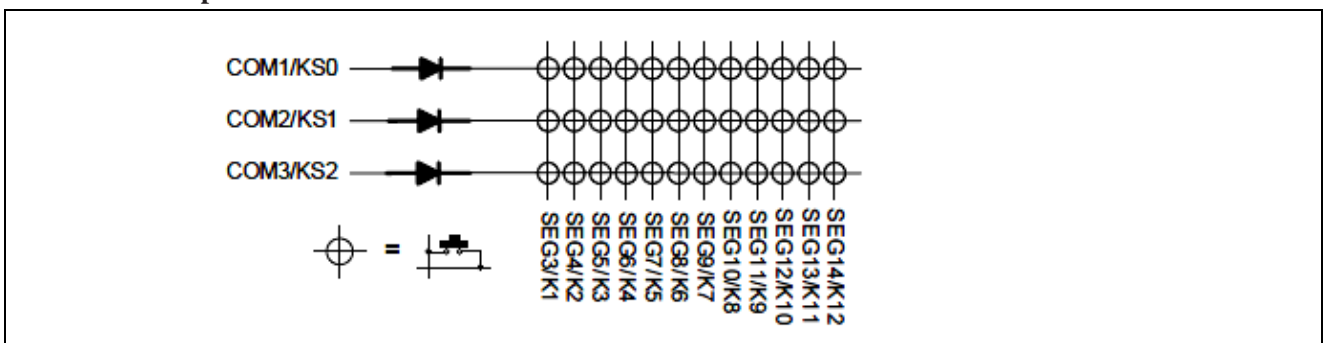 COM1/KS0
COM2/KS1
COM3/KS2
=
SEG3/K1
SEG4/K2
SEG5/K3
SEG6/K4
SEG7/K5
SEG8/K6
SEG9/K7
SEG10/K8
SEG11/K9
SEG12/K10
SEG13/K11
SEG14/K12